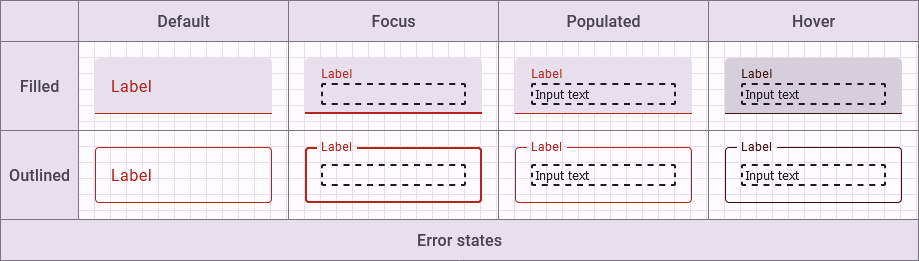 Default Focus Populated Hover
Filled
Label
Label
Label
Input text
Label
Input text
Outlined
Label
Label
Label
Input text
Label
Input text
Error states